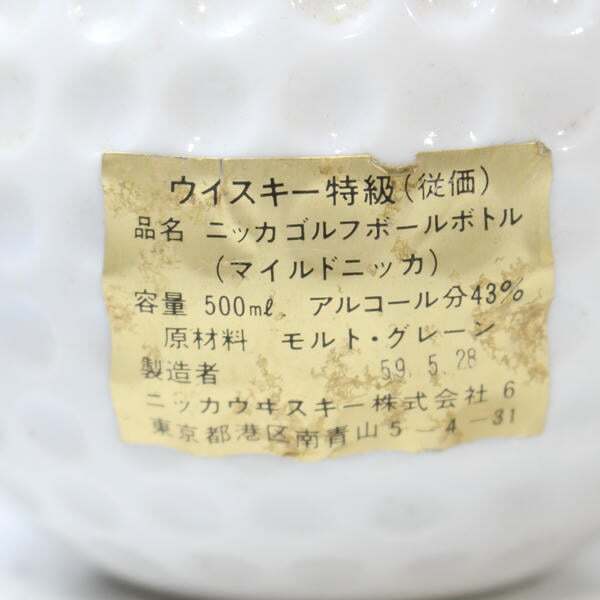 ウイスキー特級(従価)
品名 ニッカゴルフボールボトル
(マイルドニッカ)
容量 500mℓ. アルコール分43%
原材料 モルト・グレーン
製造者 59.5.28
ニッカウヰスキー株式会社 6
東京都港区南青山5-4-31